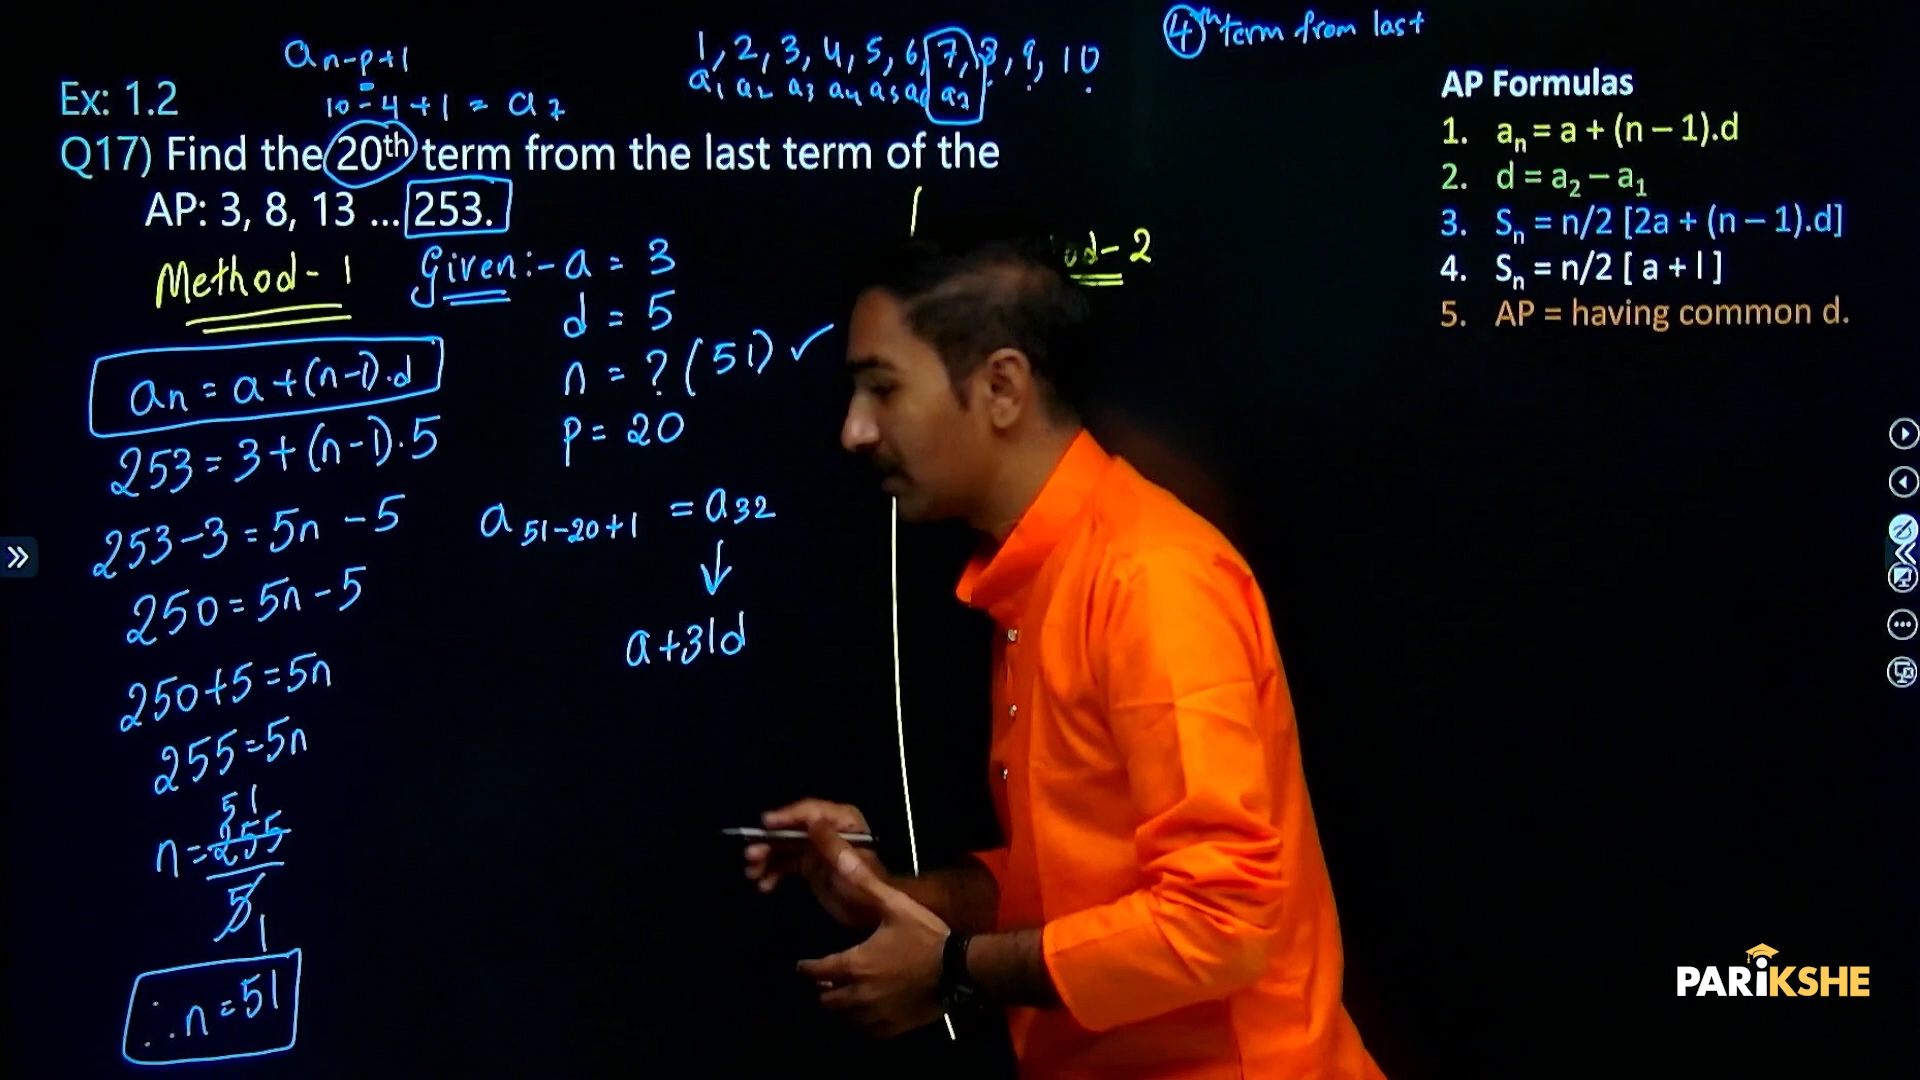 4th term from last
a n-p+1
1, 2, 3, 4, 5, 6, 7, 8, 9, 10
a1 a2 a3 a4 a5 a6 a7
10 - 4 + 1 = a7
Ex: 1.2
Q17) Find the 20th term from the last term of the
AP: 3, 8, 13 ... 253.
Method - 1
Given :- a = 3
d = 5
n = ? (51) ✓
p = 20
an = a + (n-1).d
253 = 3 + (n-1).5
253 - 3 = 5n - 5
250 = 5n - 5
250 + 5 = 5n
255 = 5n
51
n = 255
5
1
∴ n = 51
a 51-20+1 = a32
↓
a + 31d
- 2
AP Formulas
1. an = a + (n – 1).d
2. d = a2 – a1
3. Sn = n/2 [2a + (n – 1).d]
4. Sn = n/2 [ a + l ]
5. AP = having common d.
PARiKSHE